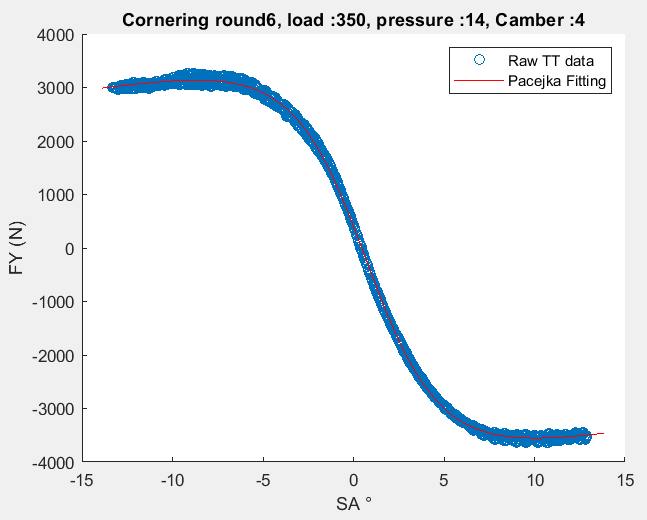 Cornering round6, load :350, pressure :14, Camber :4
Raw TT data
Pacejka Fitting
4000
3000
2000
1000
0
-1000
-2000
-3000
-4000
FY (N)
-15 -10 -5 0 5 10 15
SA °